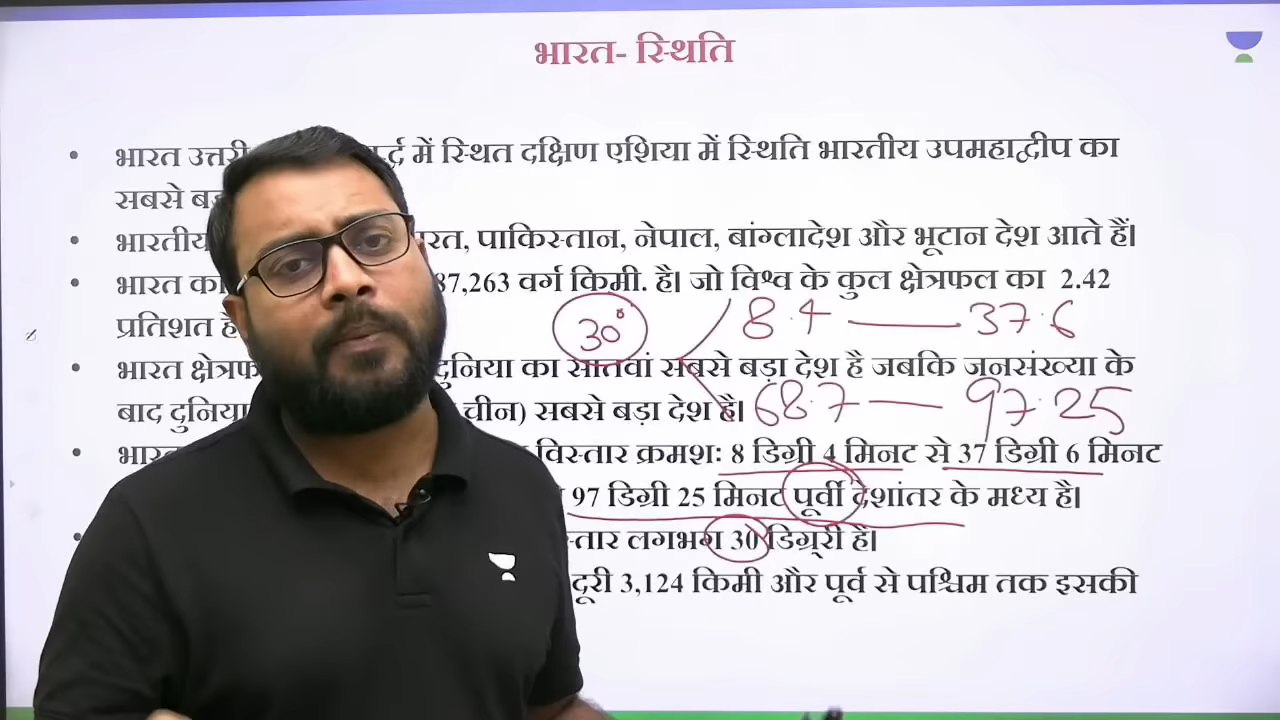 भारत- स्थिति
भारत उत्तरी में स्थित दक्षिण एशिया में स्थिति भारतीय उपमहाद्वीप का
सबसे
भारतीय पाकिस्तान, नेपाल, बांग्लादेश और भूटान देश आते हैं।
भारत का 87,263 वर्ग किमी. है। जो विश्व के कुल क्षेत्रफल का 2.42
प्रतिशत है
30° 8.4 — 37.6
भारत दुनिया का सातवां सबसे बड़ा देश है जबकि जनसंख्या के
बाद दुनिया चीन) सबसे बड़ा देश है।
68.7 — 97.25
विस्तार क्रमशः 8 डिग्री 4 मिनट से 37 डिग्री 6 मिनट
97 डिग्री 25 मिनट पूर्वी देशांतर के मध्य है।
लगभग 30 डिग्र्री है।
दूरी 3,124 किमी और पूर्व से पश्चिम तक इसकी